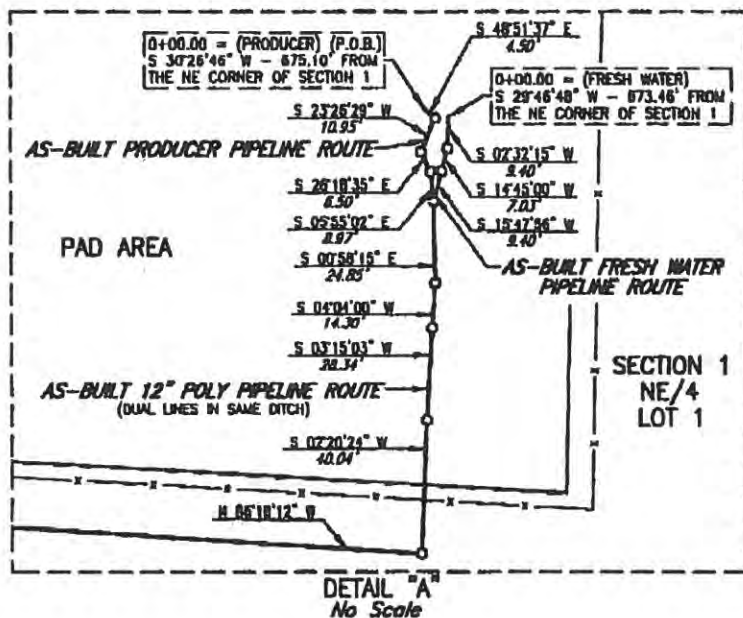 S 48°51'37" E
4.50'
0+00.00 = (PRODUCER) (P.O.B.)
S 30°26'46" W - 675.10' FROM
THE NE CORNER OF SECTION 1
0+00.00 = (FRESH WATER)
S 29°46'48" W - 673.46' FROM
THE NE CORNER OF SECTION 1
S 23°26'29" W
10.95'
AS-BUILT PRODUCER PIPELINE ROUTE
S 02°32'15" W
9.40'
S 26°18'35" E
6.50'
S 14°45'00" W
7.03'
S 05°55'02" E
8.97'
S 15°47'56" W
9.40'
PAD AREA
AS-BUILT FRESH WATER
PIPELINE ROUTE
S 00°58'15" E
24.85'
S 04°04'00" W
14.30'
S 03°15'03" W
28.34'
SECTION 1
NE/4
LOT 1
AS-BUILT 12" POLY PIPELINE ROUTE
(DUAL LINES IN SAME DITCH)
S 02°20'24" W
40.04'
N 86°18'12" W
DETAIL "A"
No Scale